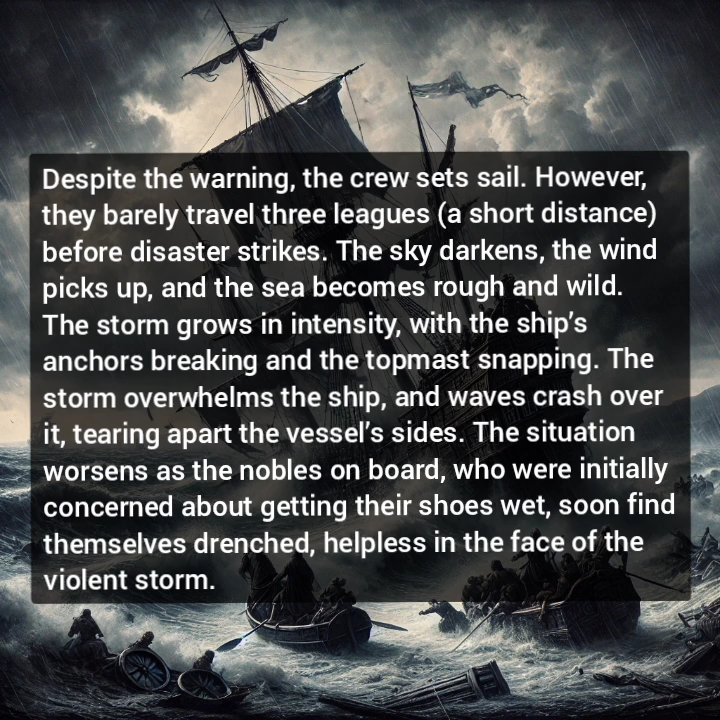 Despite the warning, the crew sets sail. However,
they barely travel three leagues (a short distance)
before disaster strikes. The sky darkens, the wind
picks up, and the sea becomes rough and wild.
The storm grows in intensity, with the ship’s
anchors breaking and the topmast snapping. The
storm overwhelms the ship, and waves crash over
it, tearing apart the vessel’s sides. The situation
worsens as the nobles on board, who were initially
concerned about getting their shoes wet, soon find
themselves drenched, helpless in the face of the
violent storm.